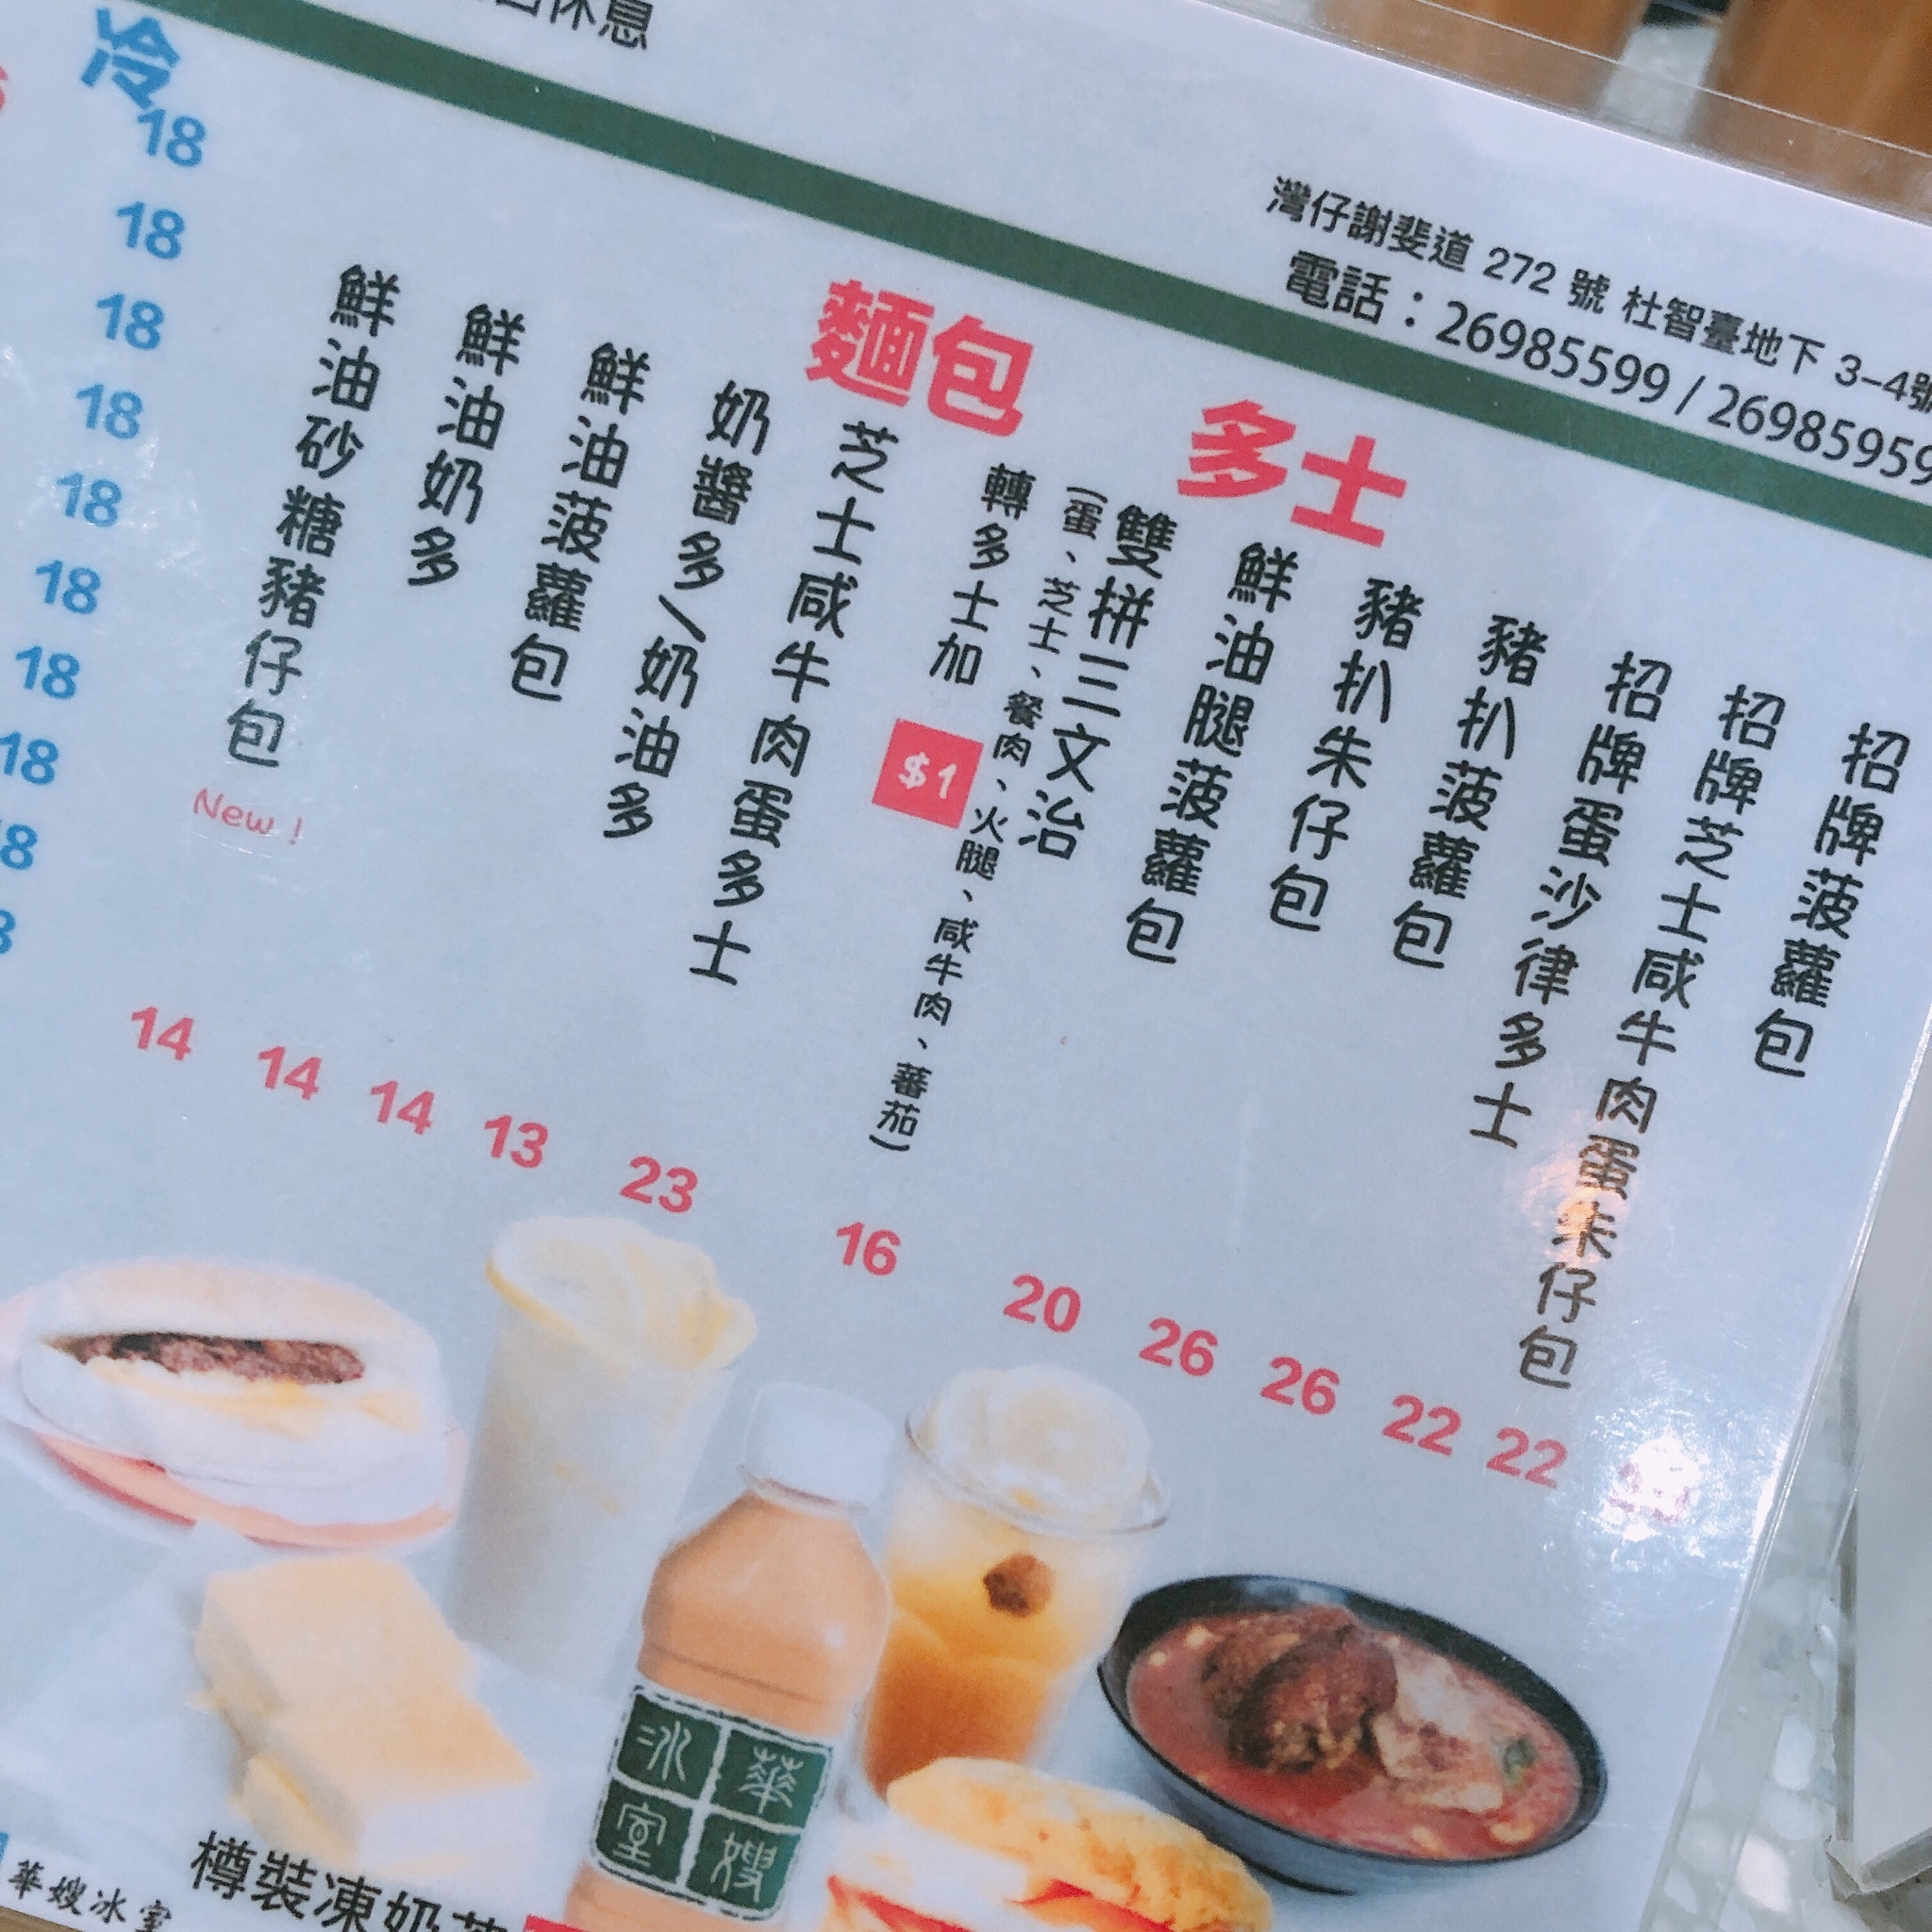 灣仔謝斐道 272 號 杜智臺地下 3-4號
電話：26985599 / 26985959
休息
麵包 多士
招牌菠蘿包
招牌芝士咸牛肉蛋朱仔包 22
招牌蛋沙律多士 22
豬扒菠蘿包 26
豬扒朱仔包 26
鮮油腿菠蘿包 20
雙拼三文治 16
(蛋、芝士、餐肉、火腿、咸牛肉、蕃茄)
轉多士加 $1
芝士咸牛肉蛋多士 23
奶醬多/奶油多 13
鮮油菠蘿包 14
鮮油奶多 14
鮮油砂糖豬仔包 New! 14
冷
18
18
18
18
18
18
18
18
華嫂
冰室
樽裝凍奶茶
華嫂冰室